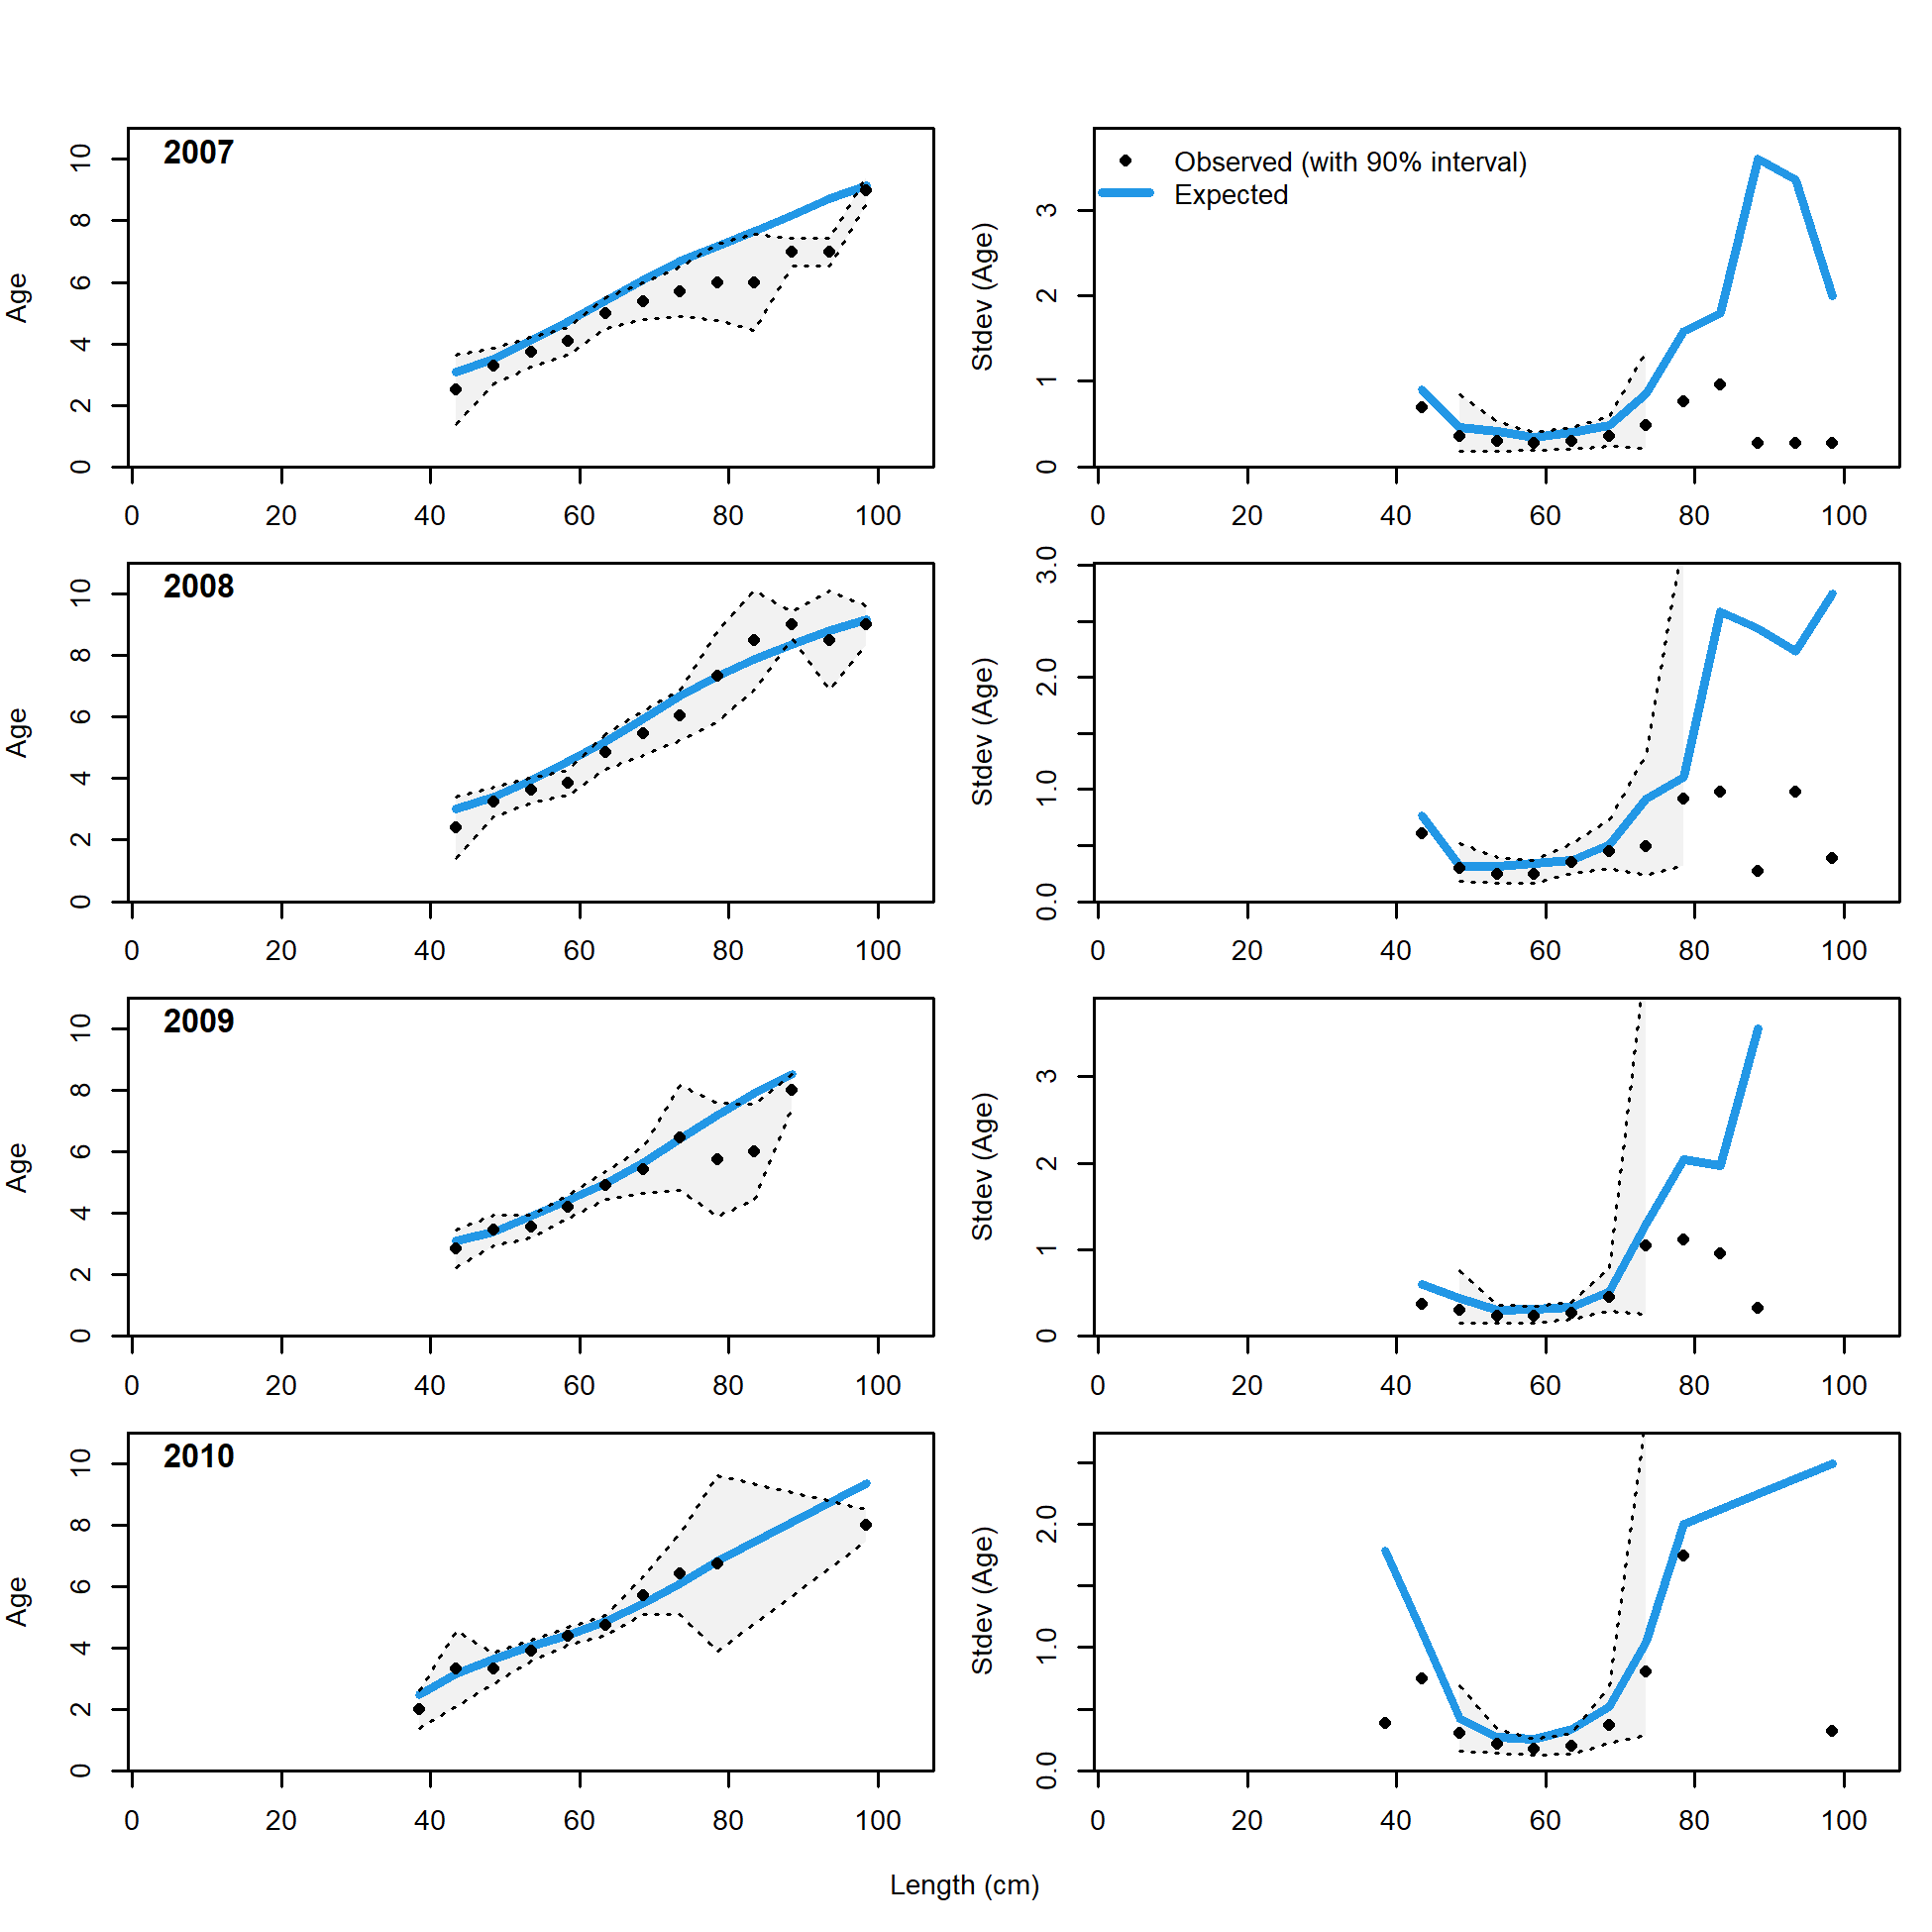 2007
Age
0 2 4 6 8 10
0 20 40 60 80 100
Observed (with 90% interval)
Expected
Stdev (Age)
0 1 2 3
0 20 40 60 80 100
2008
Age
0 2 4 6 8 10
0 20 40 60 80 100
Stdev (Age)
0.0 1.0 2.0 3.0
0 20 40 60 80 100
2009
Age
0 2 4 6 8 10
0 20 40 60 80 100
Stdev (Age)
0 1 2 3
0 20 40 60 80 100
2010
Age
0 2 4 6 8 10
0 20 40 60 80 100
Stdev (Age)
0.0 1.0 2.0
0 20 40 60 80 100
Length (cm)